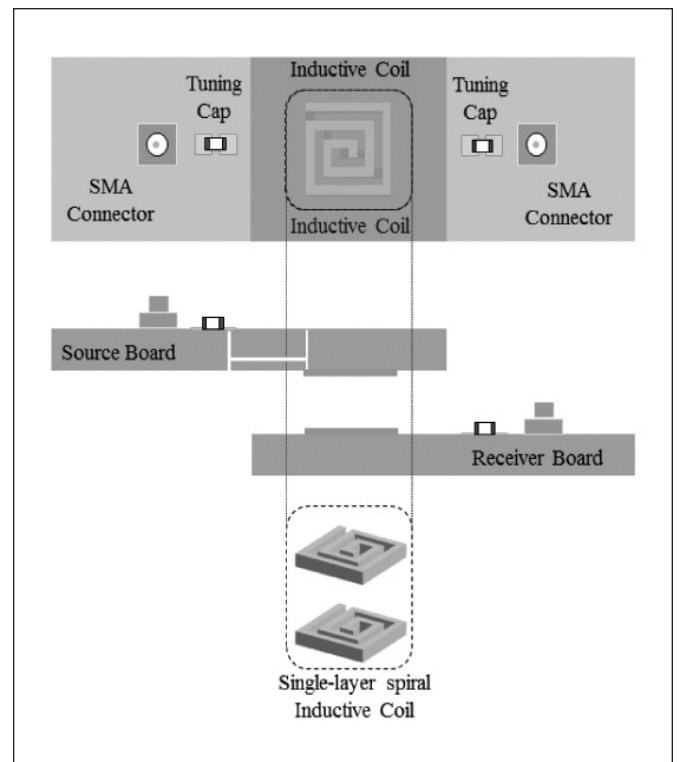 Inductive Coil
Tuning
Cap
Tuning
Cap
SMA
Connector
SMA
Connector
Inductive Coil
Source Board
Receiver Board
Single-layer spiral
Inductive Coil